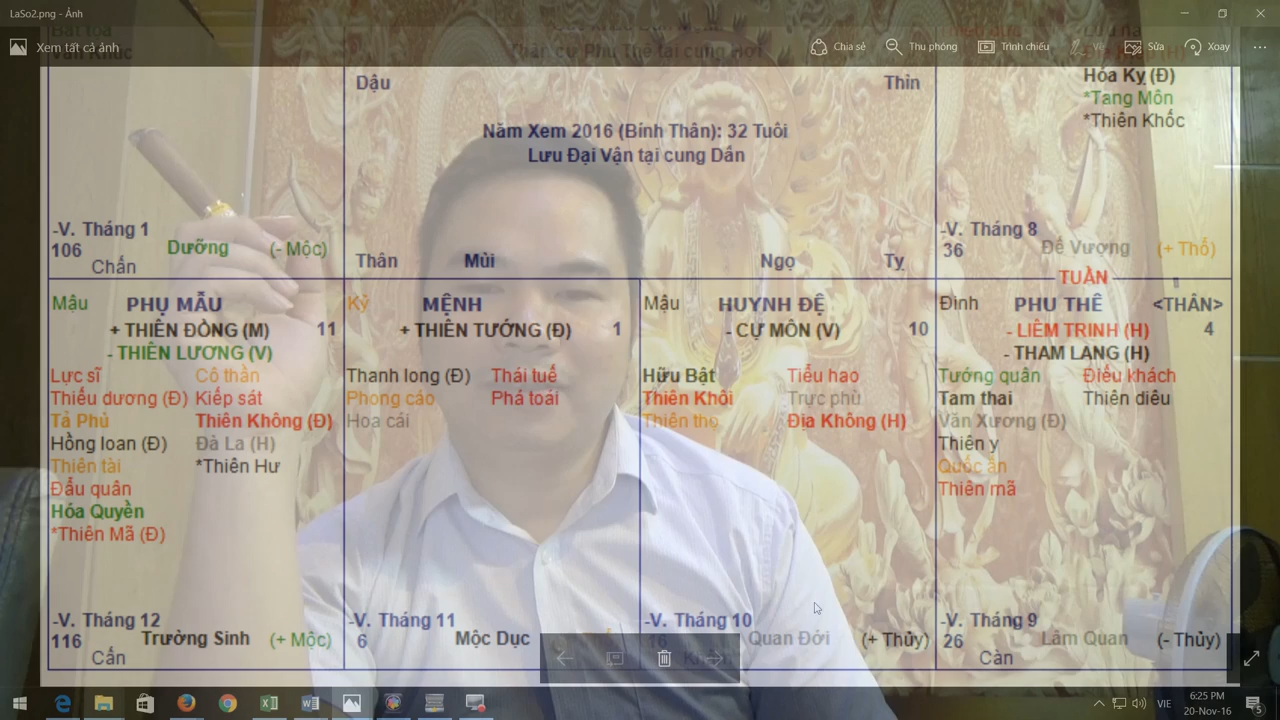 LaSo2.png - Ảnh
Xem tất cả ảnh
Chia sẻ
Thu phóng
Trình chiếu
Vẽ
Sửa
Xoay
Dậu
Thìn
Năm Xem 2016 (Bính Thân): 32 Tuổi
Lưu Đại Vận tại cung Dần
Thân
Mùi
Ngọ
Tỵ
-V. Tháng 1
106
Dưỡng
(- Mộc)
Chấn
Hóa Kỵ (Đ)
*Tang Môn
*Thiên Khốc
-V. Tháng 8
36
Đế Vượng
(+ Thổ)
TUẦN
Mậu
PHỤ MẪU
+ THIÊN ĐỒNG (M)
11
- THIÊN LƯƠNG (V)
Lực sĩ
Cô thần
Thiếu dương (Đ)
Kiếp sát
Tả Phù
Thiên Không (Đ)
Hồng loan (Đ)
Đà La (H)
Thiên tài
*Thiên Hư
Đẩu quân
Hóa Quyền
*Thiên Mã (Đ)
-V. Tháng 12
116
Trường Sinh
(+ Mộc)
Cấn
Kỷ
MỆNH
+ THIÊN TƯỚNG (Đ)
1
Thanh long (Đ)
Thái tuế
Phong cáo
Phá toái
Hoa cái
-V. Tháng 11
6
Mộc Dục
Mậu
HUYNH ĐỆ
- CỰ MÔN (V)
10
Hữu Bật
Tiểu hao
Thiên Khôi
Trực phù
Thiên thọ
Địa Không (H)
-V. Tháng 10
16
Quan Đới
(+ Thủy)
Đinh
PHU THÊ
<THÂN>
- LIÊM TRINH (H)
4
- THAM LANG (H)
Tướng quân
Điếu khách
Tam thai
Thiên diêu
Văn Xương (Đ)
Thiên y
Quốc ấn
Thiên mã
-V. Tháng 9
26
Lâm Quan
(- Thủy)
Càn
VIE
6:25 PM
20-Nov-16
5